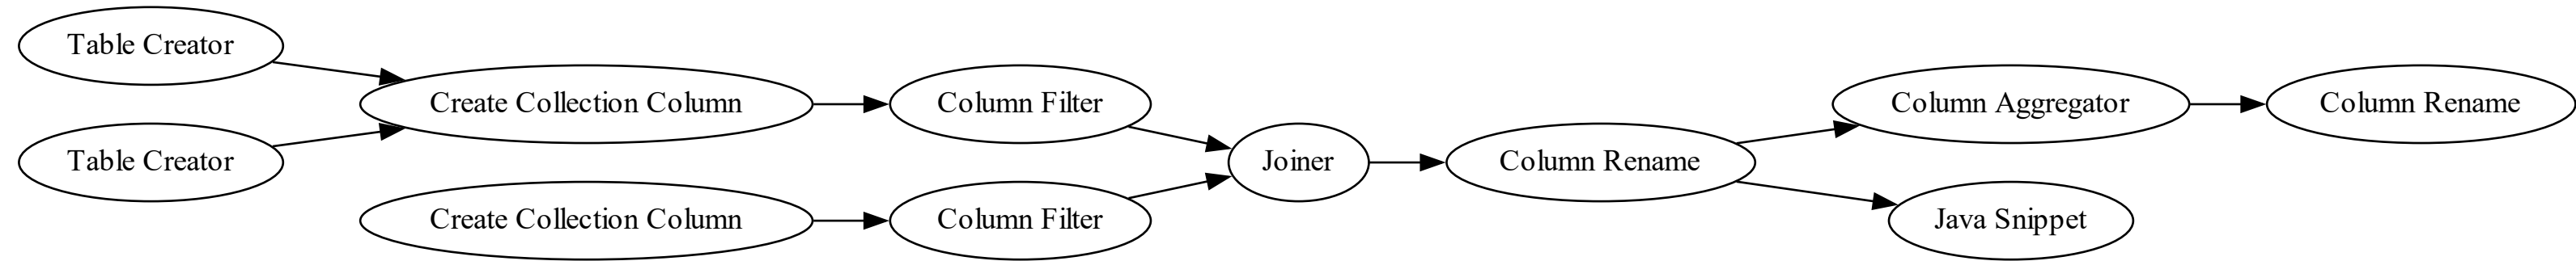 Table Creator
Table Creator
Create Collection Column
Create Collection Column
Column Filter
Column Filter
Joiner
Column Rename
Column Aggregator
Java Snippet
Column Rename